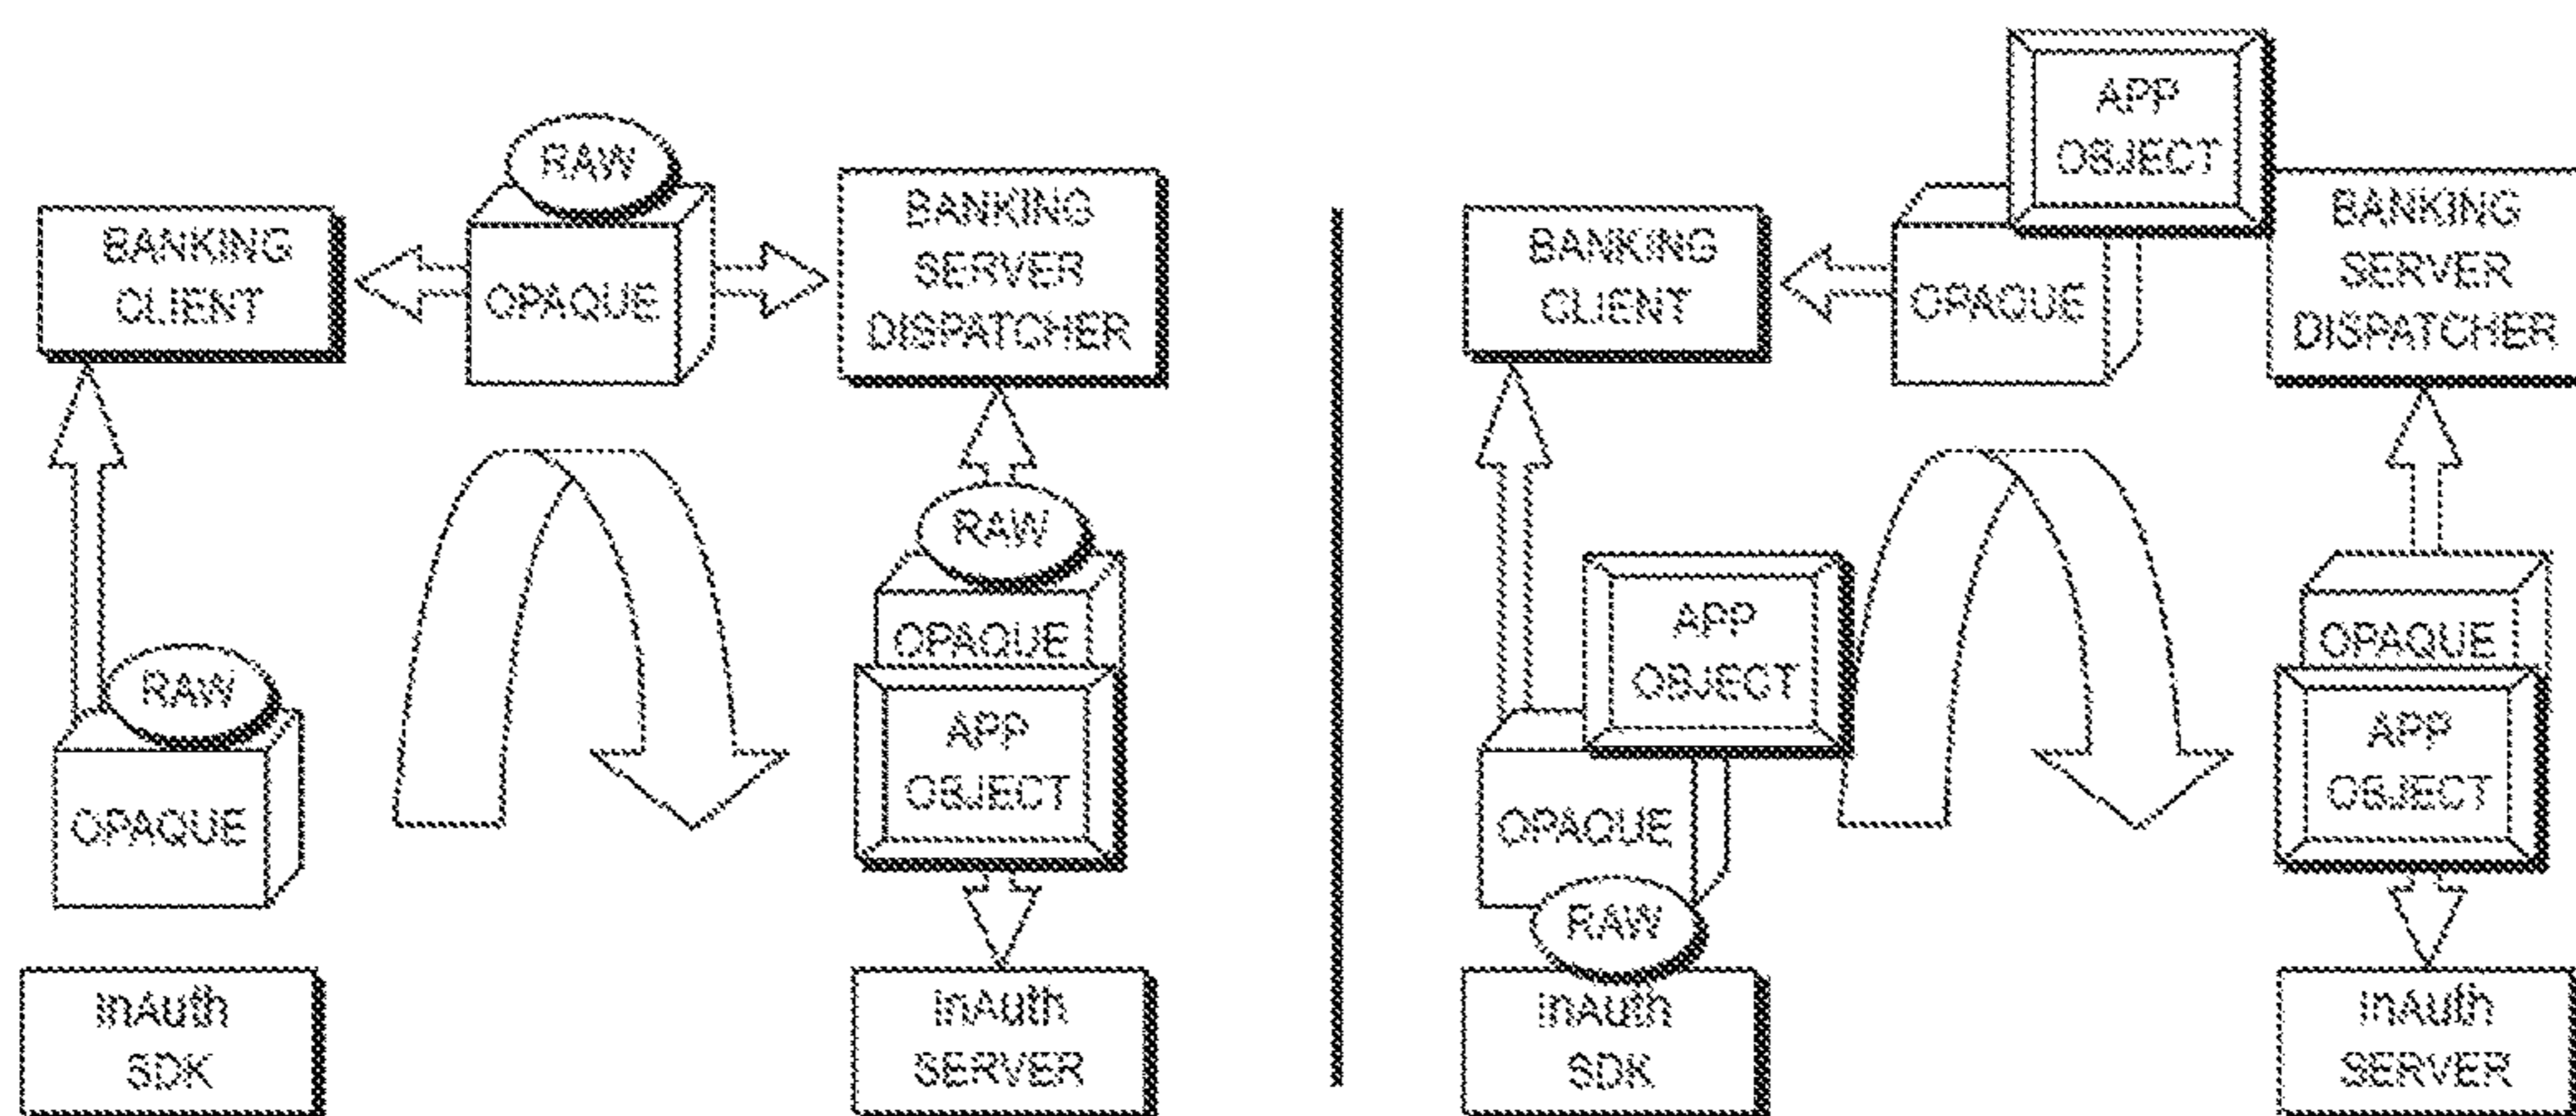 RAW
BANKING
CLIENT
OPAQUE
BANKING
SERVER
DISPATCHER
RAW
OPAQUE
RAW
OPAQUE
APP
OBJECT
InAuth
SDK
InAuth
SERVER
APP
OBJECT
BANKING
CLIENT
OPAQUE
BANKING
SERVER
DISPATCHER
APP
OBJECT
OPAQUE
RAW
OPAQUE
APP
OBJECT
InAuth
SDK
InAuth
SERVER